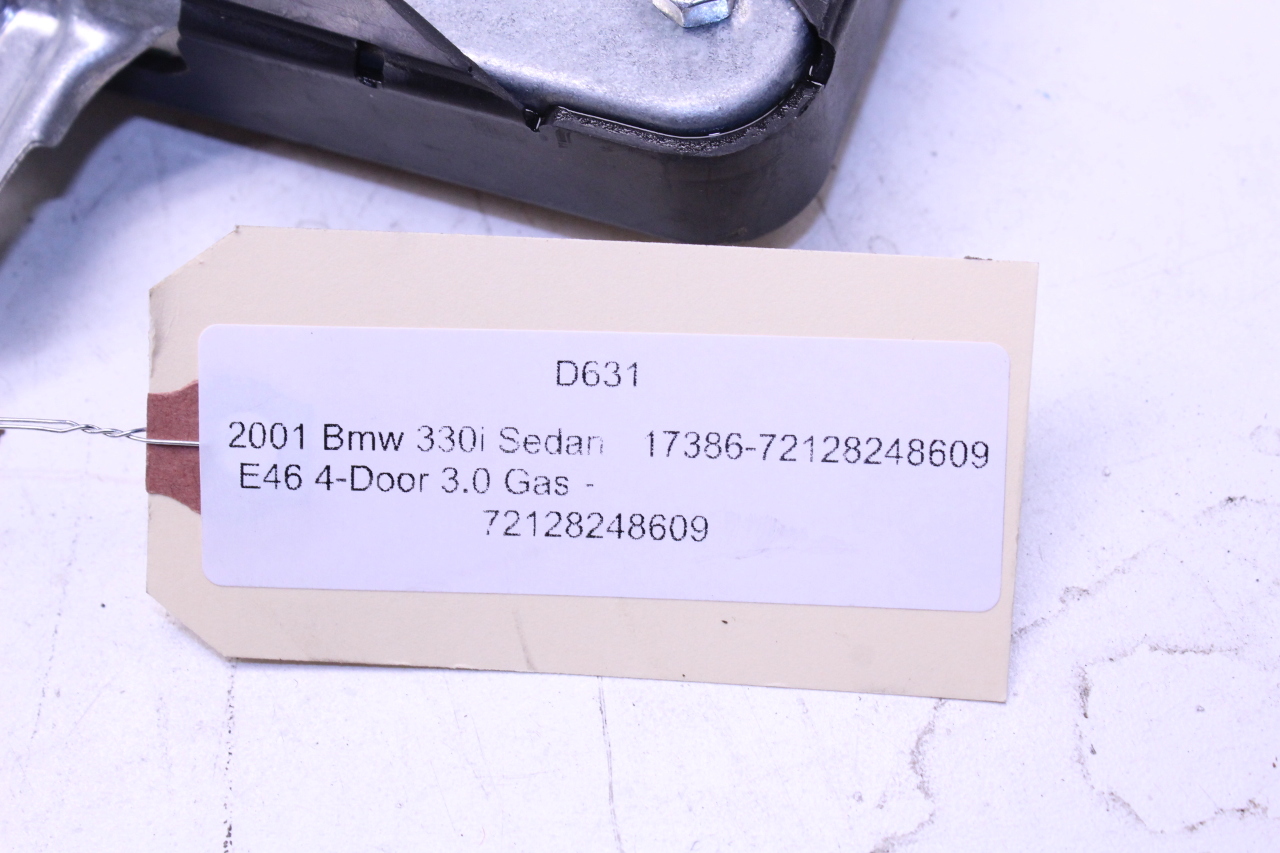 D631
2001 Bmw 330i Sedan 17386-72128248609
E46 4-Door 3.0 Gas -
72128248609